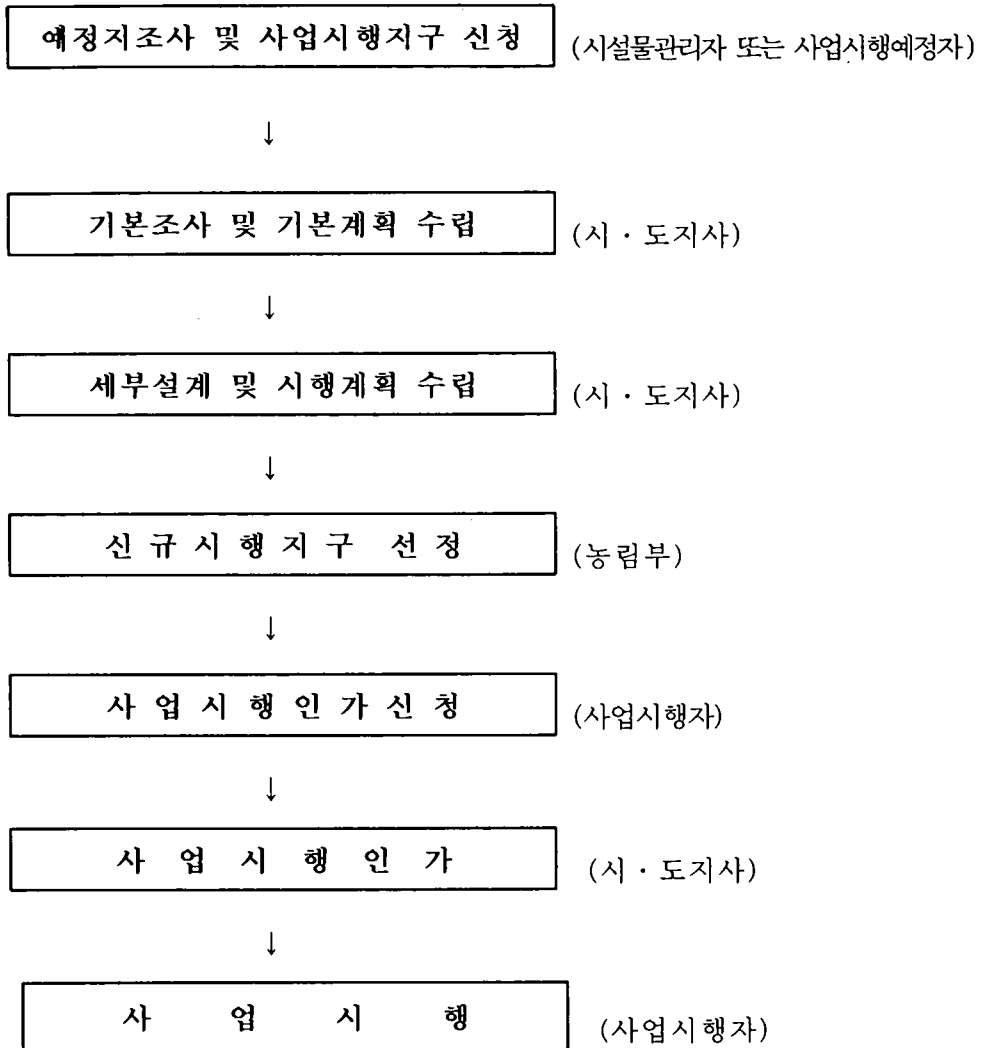 예정지조사 및 사업시행지구 신청 (시설물관리자 또는 사업시행예정자)
↓
기본조사 및 기본계획 수립 (시 · 도지사)
↓
세부설계 및 시행계획 수립 (시 · 도지사)
↓
신 규 시 행 지 구 선 정 (농림부)
↓
사 업 시 행 인 가 신 청 (사업시행자)
↓
사 업 시 행 인 가 (시 · 도지사)
↓
사 업 시 행 (사업시행자)